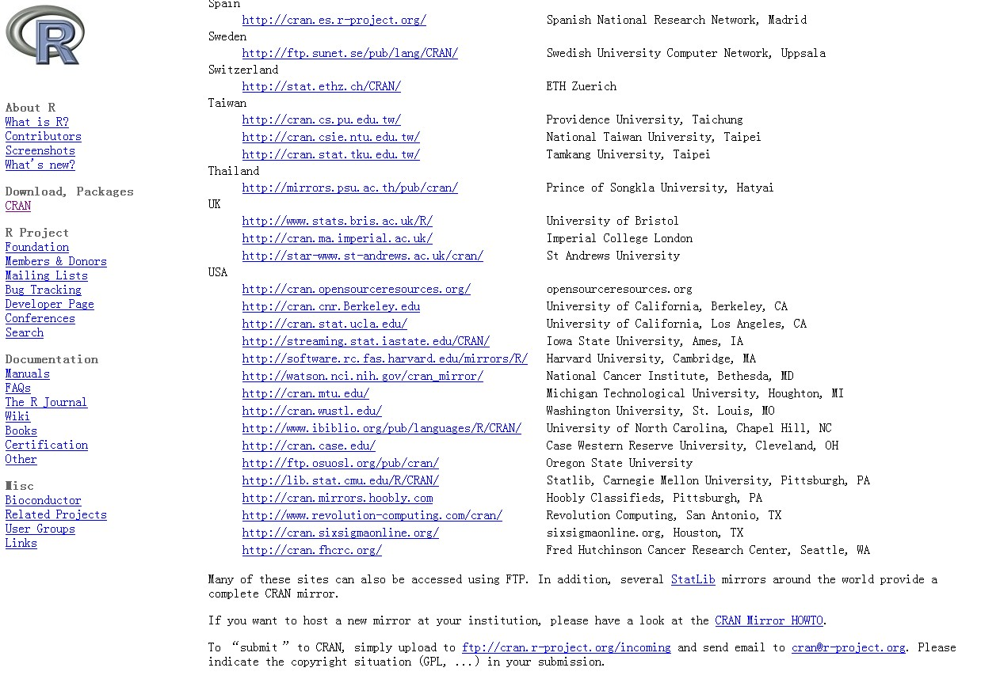 R
About R
What is R?
Contributors
Screenshots
What's new?
Download, Packages
CRAN
R Project
Foundation
Members & Donors
Mailing Lists
Bug Tracking
Developer Page
Conferences
Search
Documentation
Manuals
FAQs
The R Journal
Wiki
Books
Certification
Other
Misc
Bioconductor
Related Projects
User Groups
Links
Spain
http://cran.es.r-project.org/ Spanish National Research Network, Madrid
Sweden
http://ftp.sunet.se/pub/lang/CRAN/ Swedish University Computer Network, Uppsala
Switzerland
http://stat.ethz.ch/CRAN/ ETH Zuerich
Taiwan
http://cran.cs.pu.edu.tw/ Providence University, Taichung
http://cran.csie.ntu.edu.tw/ National Taiwan University, Taipei
http://cran.stat.tku.edu.tw/ Tamkang University, Taipei
Thailand
http://mirrors.psu.ac.th/pub/cran/ Prince of Songkla University, Hatyai
UK
http://www.stats.bris.ac.uk/R/ University of Bristol
http://cran.ma.imperial.ac.uk/ Imperial College London
http://star-www.st-andrews.ac.uk/cran/ St Andrews University
USA
http://cran.opensourceresources.org/ opensourceresources.org
http://cran.cnr.Berkeley.edu University of California, Berkeley, CA
http://cran.stat.ucla.edu/ University of California, Los Angeles, CA
http://streaming.stat.iastate.edu/CRAN/ Iowa State University, Ames, IA
http://software.rc.fas.harvard.edu/mirrors/R/ Harvard University, Cambridge, MA
http://watson.nci.nih.gov/cran_mirror/ National Cancer Institute, Bethesda, MD
http://cran.mtu.edu/ Michigan Technological University, Houghton, MI
http://cran.wustl.edu/ Washington University, St. Louis, MO
http://www.ibiblio.org/pub/languages/R/CRAN/ University of North Carolina, Chapel Hill, NC
http://cran.case.edu/ Case Western Reserve University, Cleveland, OH
http://ftp.osuosl.org/pub/cran/ Oregon State University
http://lib.stat.cmu.edu/R/CRAN/ Statlib, Carnegie Mellon University, Pittsburgh, PA
http://cran.mirrors.hoobly.com Hoobly Classifieds, Pittsburgh, PA
http://www.revolution-computing.com/cran/ Revolution Computing, San Antonio, TX
http://cran.sixsigmaonline.org/ sixsigmaonline.org, Houston, TX
http://cran.fhcrc.org/ Fred Hutchinson Cancer Research Center, Seattle, WA
Many of these sites can also be accessed using FTP. In addition, several StatLib mirrors around the world provide a
complete CRAN mirror.
If you want to host a new mirror at your institution, please have a look at the CRAN Mirror HOWTO.
To “submit” to CRAN, simply upload to ftp://cran.r-project.org/incoming and send email to cran@r-project.org. Please
indicate the copyright situation (GPL, ...) in your submission.